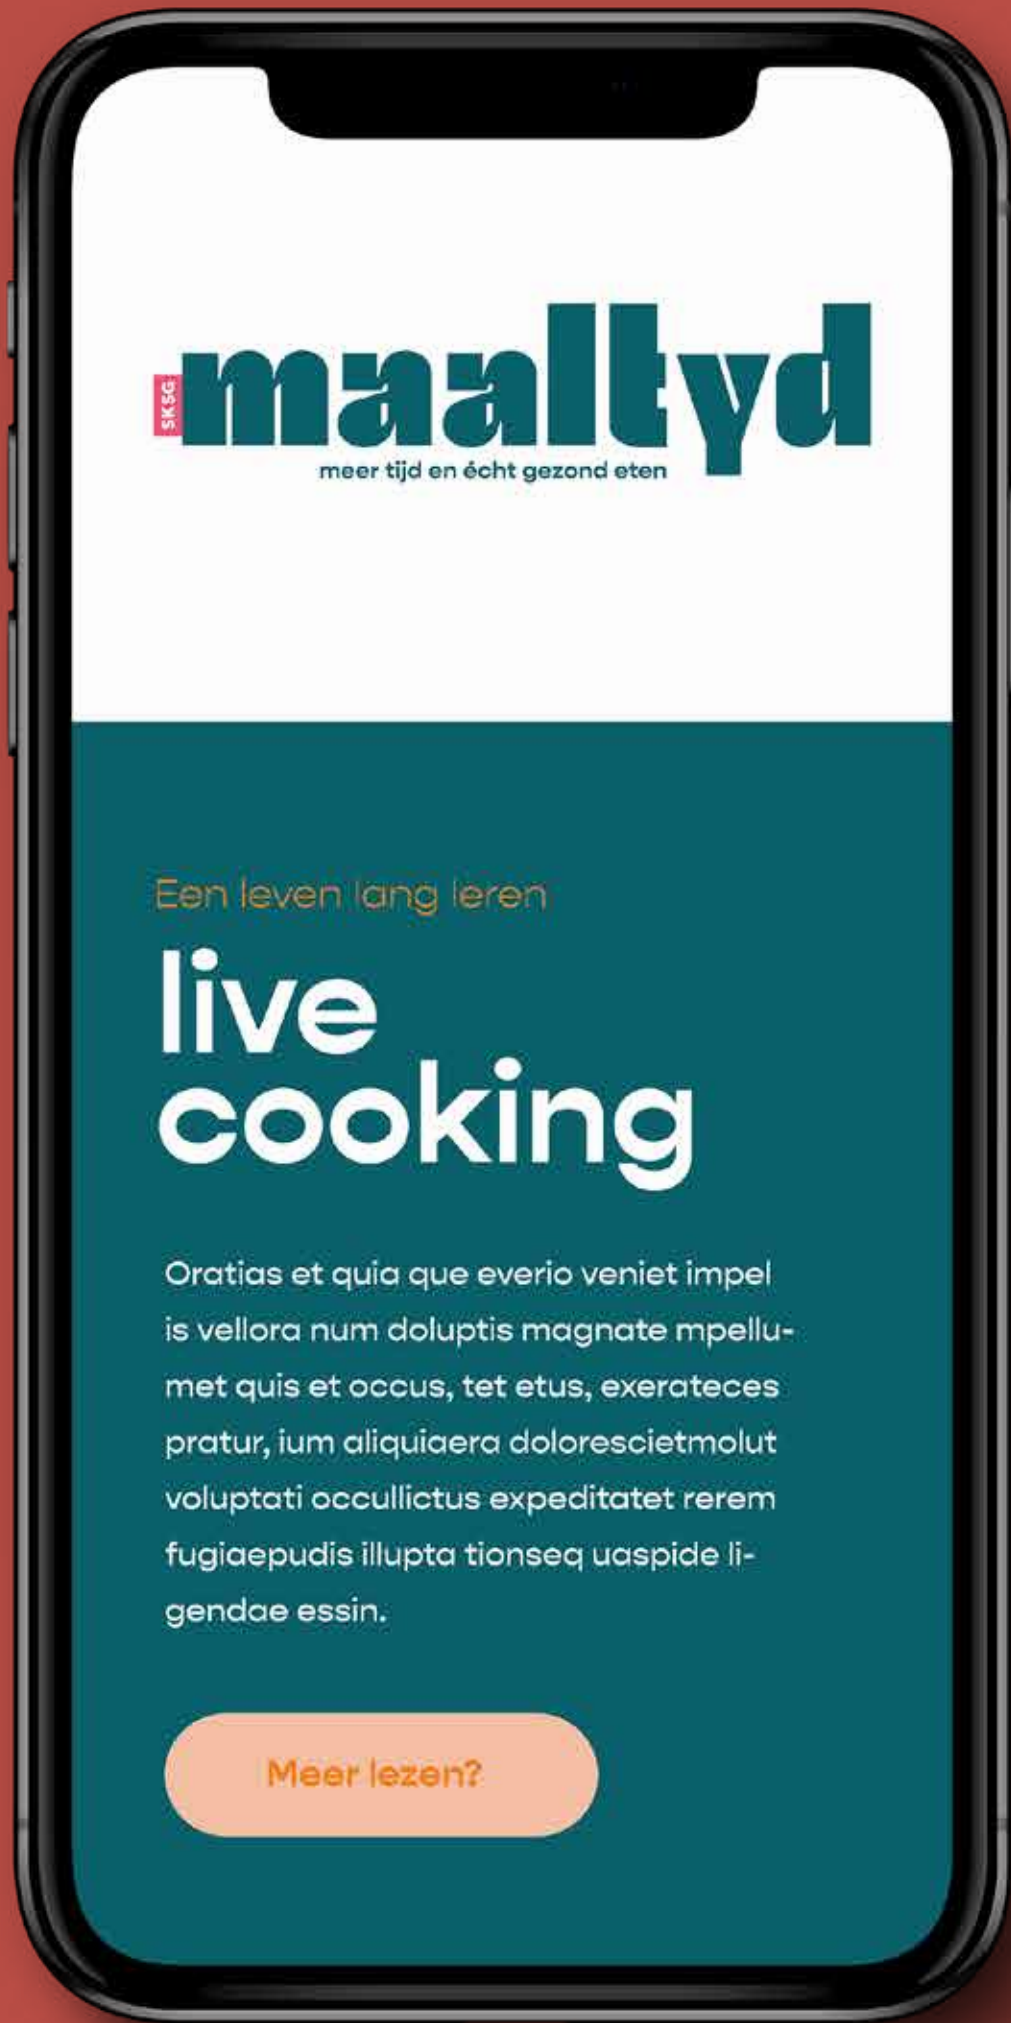 SKSG
maaltyd
meer tijd en écht gezond eten
Een leven lang leren
live
cooking
Oratias et quia que everio veniet impel
is vellora num doluptis magnate mpellu-
met quis et occus, tet etus, exerateces
pratur, ium aliquiaera dolorescietmolut
voluptati occullictus expeditatet rerem
fugiaepudis illupta tionseq uaspide li-
gendae essin.
Meer lezen?